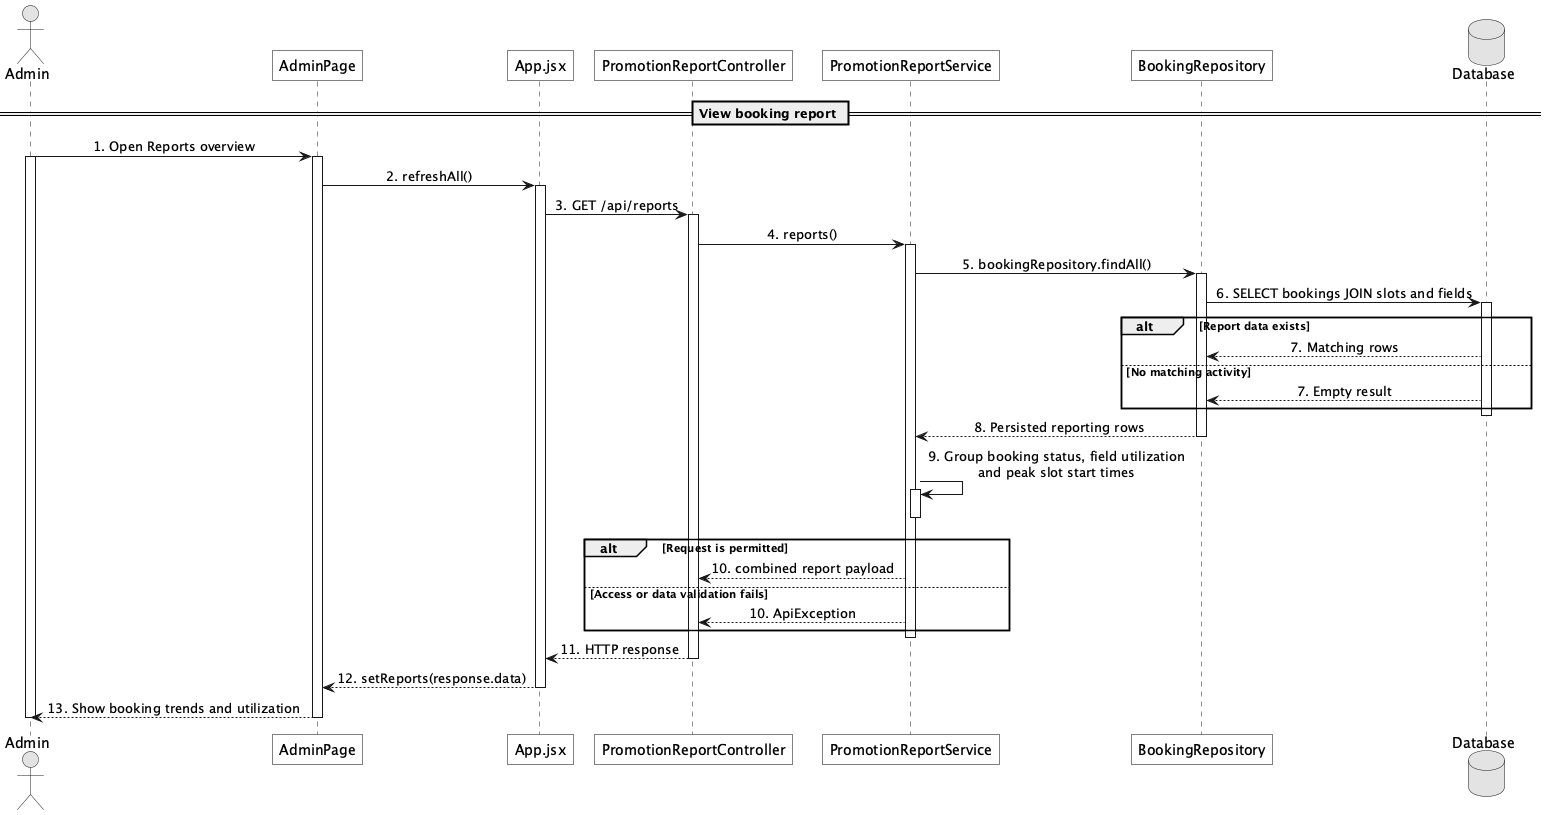 Admin
AdminPage
App.jsx
PromotionReportController
PromotionReportService
BookingRepository
Database
View booking report
1. Open Reports overview
2. refreshAll()
3. GET /api/reports
4. reports()
5. bookingRepository.findAll()
6. SELECT bookings JOIN slots and fields
alt
[Report data exists]
7. Matching rows
[No matching activity]
7. Empty result
8. Persisted reporting rows
9. Group booking status, field utilization
and peak slot start times
alt
[Request is permitted]
10. combined report payload
[Access or data validation fails]
10. ApiException
11. HTTP response
12. setReports(response.data)
13. Show booking trends and utilization
Admin
AdminPage
App.jsx
PromotionReportController
PromotionReportService
BookingRepository
Database